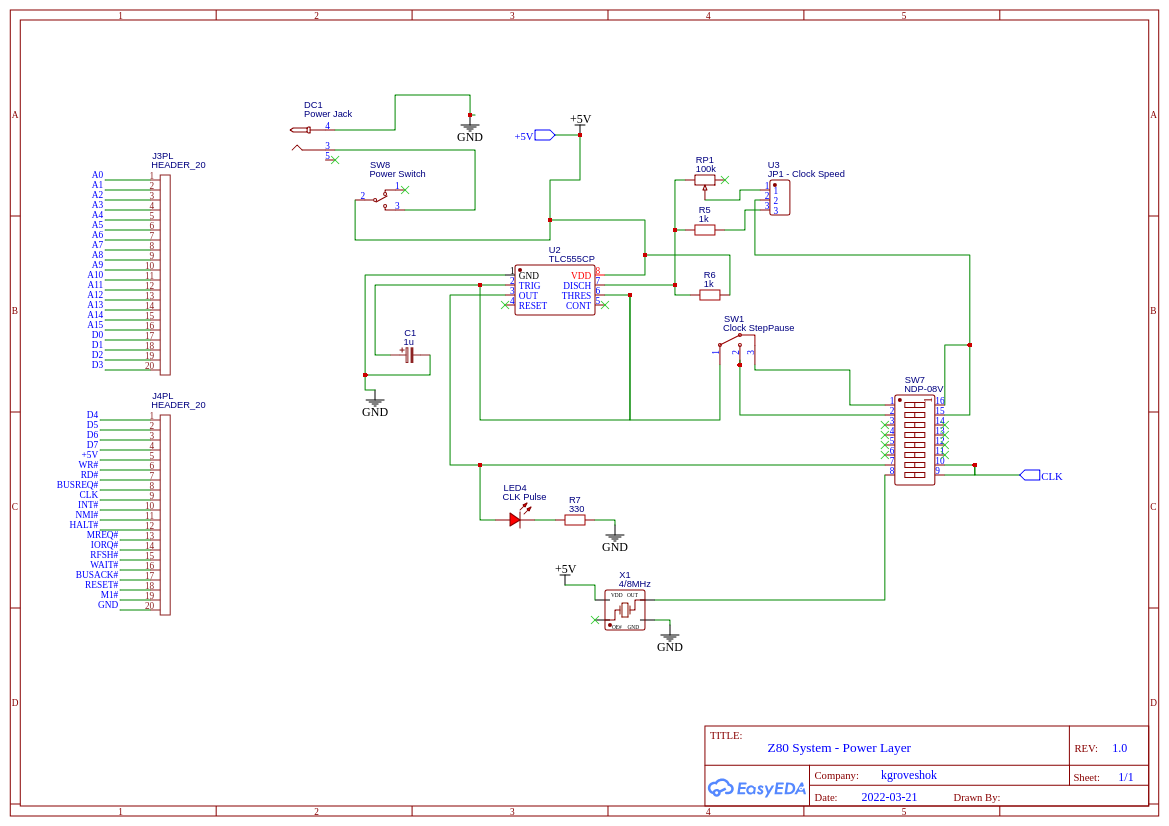 1 2 3 4 5
A A
B B
C C
D D
DC1
Power Jack
4
3
5
GND
+5V
+5V
SW8
Power Switch
1
2
3
J3PL
HEADER_20
A0 1
A1 2
A2 3
A3 4
A4 5
A5 6
A6 7
A7 8
A8 9
A9 10
A10 11
A11 12
A12 13
A13 14
A14 15
A15 16
D0 17
D1 18
D2 19
D3 20
J4PL
HEADER_20
D4 1
D5 2
D6 3
D7 4
+5V 5
WR# 6
RD# 7
BUSREQ# 8
CLK 9
INT# 10
NMI# 11
HALT# 12
MREQ# 13
IORQ# 14
RFSH# 15
WAIT# 16
BUSACK# 17
RESET# 18
M1# 19
GND 20
RP1
100k
U3
JP1 - Clock Speed
1 1
2 2
3 3
R5
1k
R6
1k
U2
TLC555CP
1 GND VDD 8
2 TRIG DISCH 7
3 OUT THRES 6
4 RESET CONT 5
C1
1u
+
GND
SW1
Clock StepPause
1 2 3
SW7
NDP-08V
1
1 16
2 15
3 14
4 13
5 12
6 11
7 10
8 9
CLK
LED4
CLK Pulse
R7
330
GND
+5V
X1
4/8MHz
VDD OUT
OE# GND
GND
TITLE:
Z80 System - Power Layer
REV: 1.0
EasyEDA
Company: kgroveshok
Sheet: 1/1
Date: 2022-03-21 Drawn By:
1 2 3 4 5